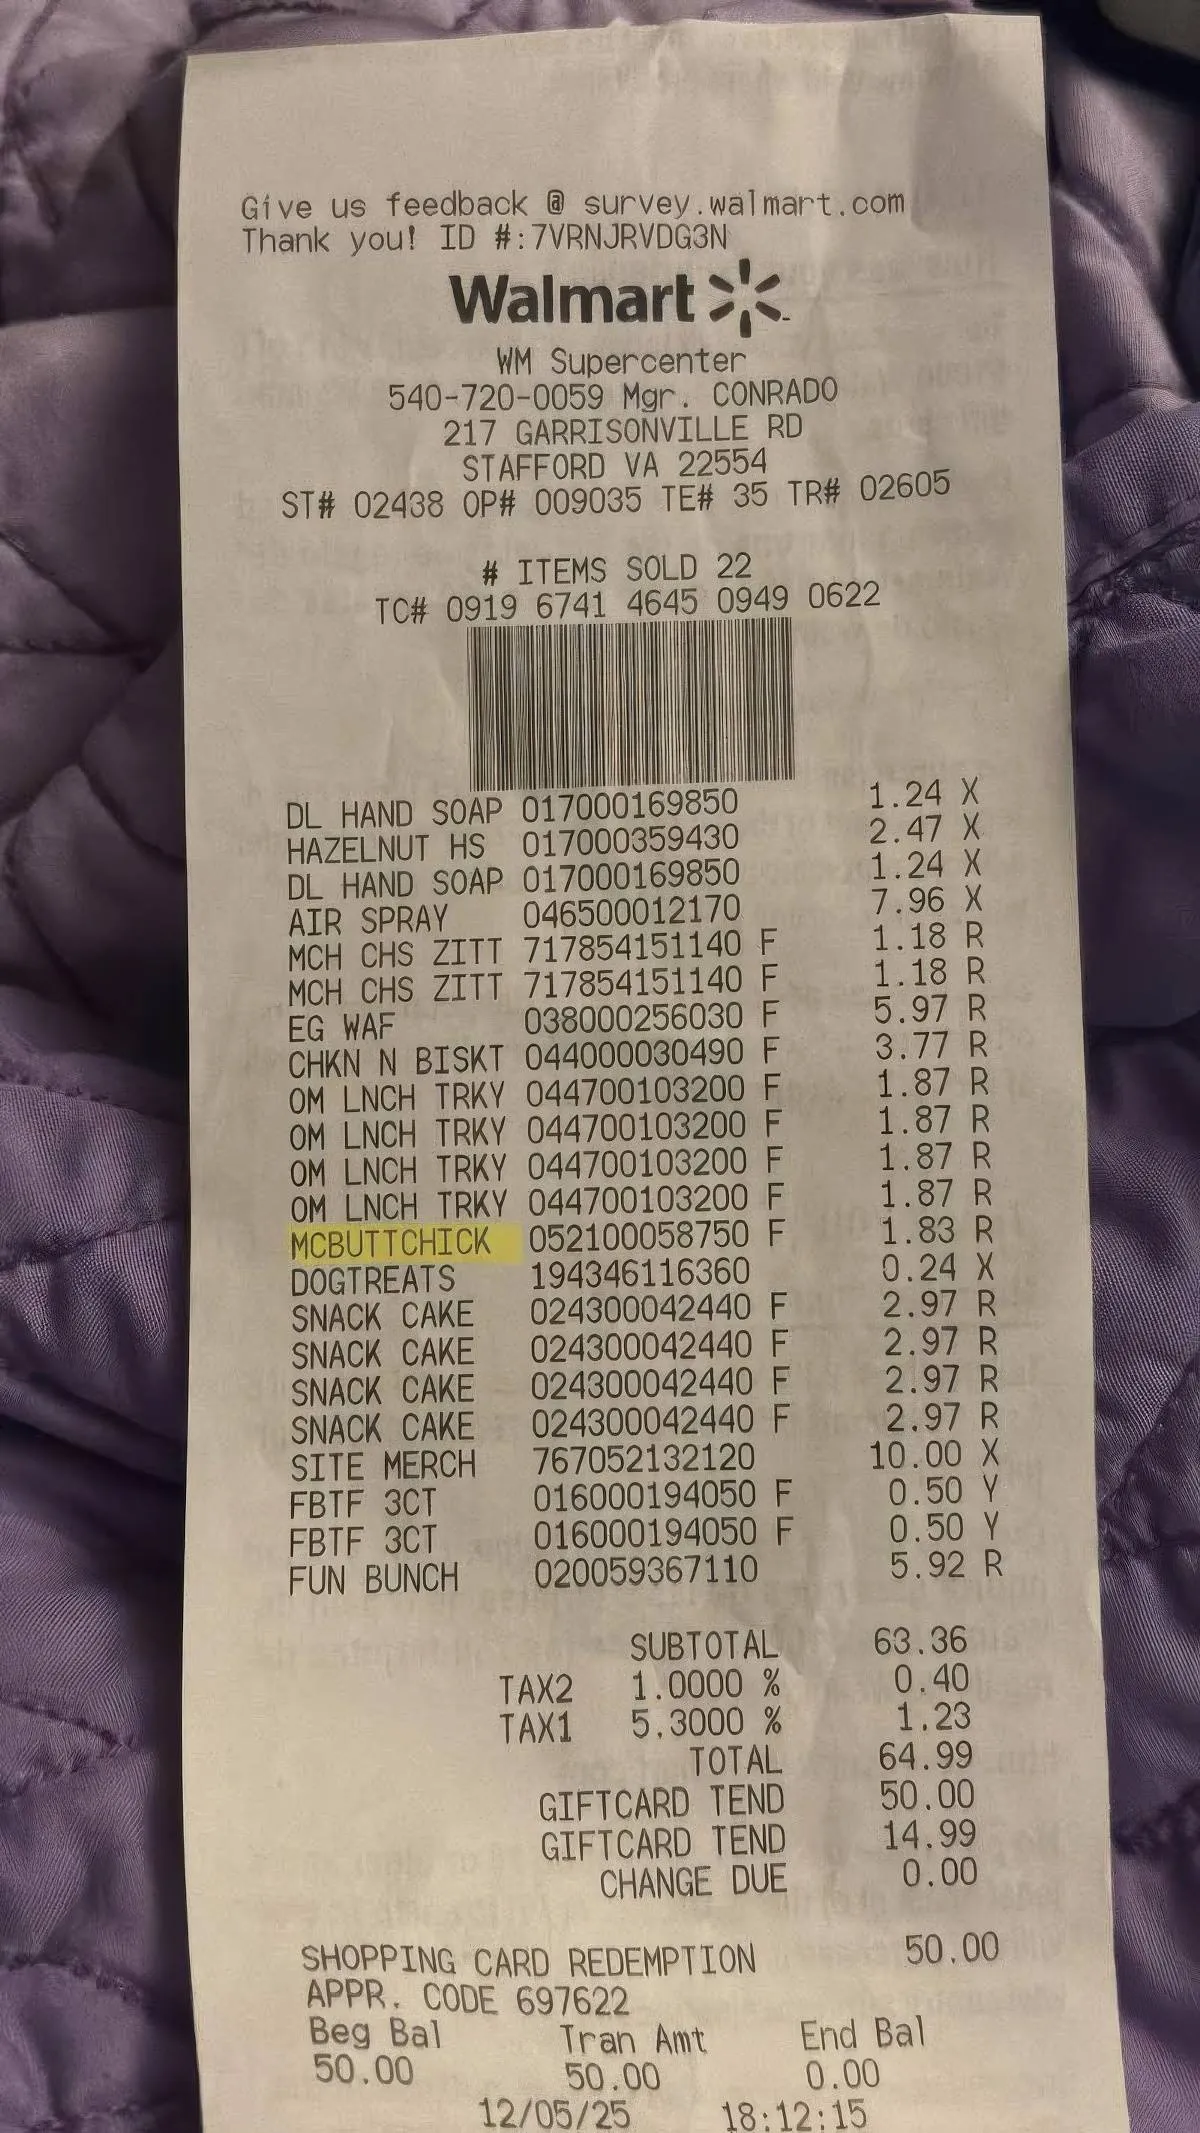 Give us feedback @ survey.walmart.com
Thank you! ID #:7VRNJRVDG3N
Walmart
WM Supercenter
540-720-0059 Mgr. CONRADO
217 GARRISONVILLE RD
STAFFORD VA 22554
ST# 02438 OP# 009035 TE# 35 TR# 02605
# ITEMS SOLD 22
TC# 0919 6741 4645 0949 0622
DL HAND SOAP 017000169850 1.24 X
HAZELNUT HS 017000359430 2.47 X
DL HAND SOAP 017000169850 1.24 X
AIR SPRAY 046500012170 7.96 X
MCH CHS ZITT 717854151140 F 1.18 R
MCH CHS ZITT 717854151140 F 1.18 R
EG WAF 038000256030 F 5.97 R
CHKN N BISKT 044000030490 F 3.77 R
OM LNCH TRKY 044700103200 F 1.87 R
OM LNCH TRKY 044700103200 F 1.87 R
OM LNCH TRKY 044700103200 F 1.87 R
OM LNCH TRKY 044700103200 F 1.87 R
MCBUTTCHICK 052100058750 F 1.83 R
DOGTREATS 194346116360 0.24 X
SNACK CAKE 024300042440 F 2.97 R
SNACK CAKE 024300042440 F 2.97 R
SNACK CAKE 024300042440 F 2.97 R
SNACK CAKE 024300042440 F 2.97 R
SITE MERCH 767052132120 10.00 X
FBTF 3CT 016000194050 F 0.50 Y
FBTF 3CT 016000194050 F 0.50 Y
FUN BUNCH 020059367110 5.92 R
SUBTOTAL 63.36
TAX2 1.0000 % 0.40
TAX1 5.3000 % 1.23
TOTAL 64.99
GIFTCARD TEND 50.00
GIFTCARD TEND 14.99
CHANGE DUE 0.00
SHOPPING CARD REDEMPTION 50.00
APPR. CODE 697622
Beg Bal Tran Amt End Bal
50.00 50.00 0.00
12/05/25 18:12:15